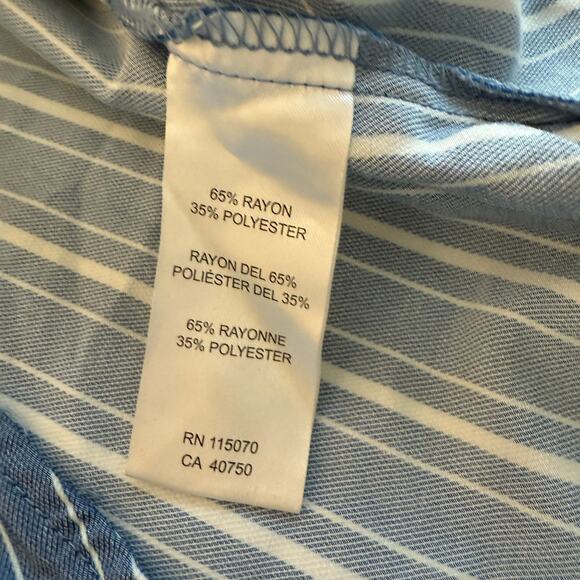 65% RAYON
35% POLYESTER
RAYON DEL 65%
POLIÉSTER DEL 35%
65% RAYONNE
35% POLYESTER
RN 115070
CA 40750